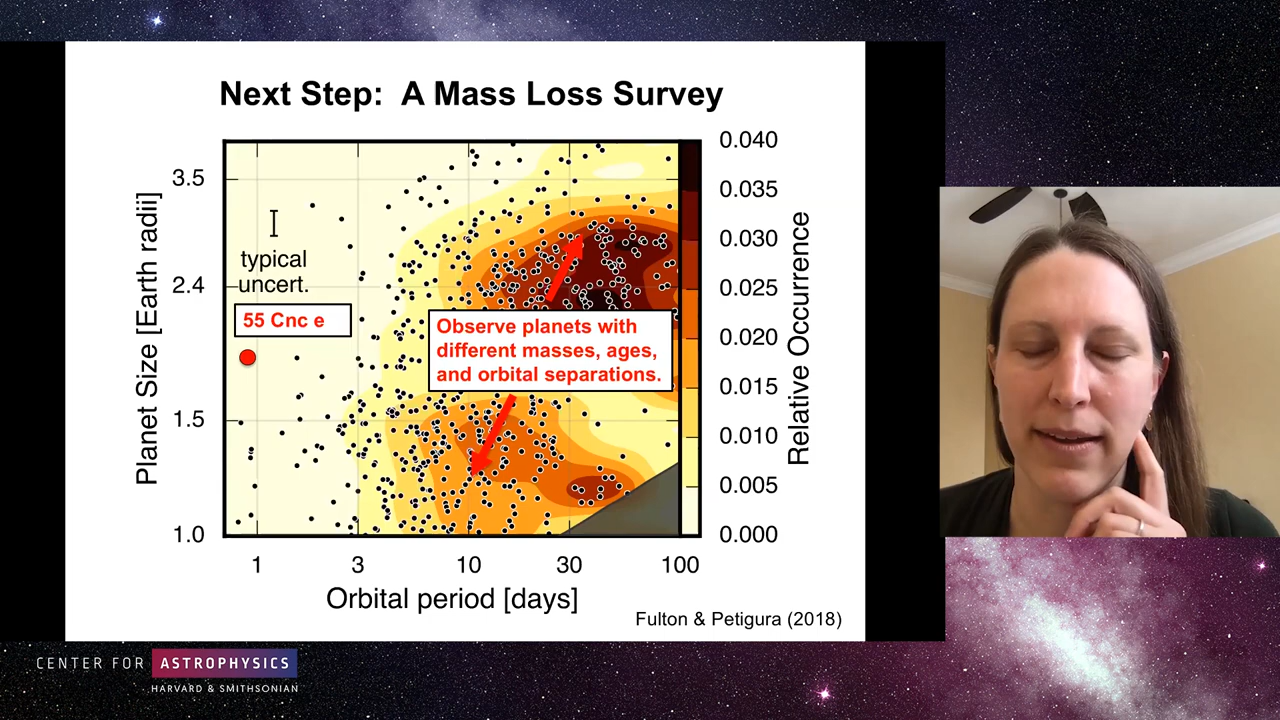 Next Step: A Mass Loss Survey
Planet Size [Earth radii]
3.5
2.4
1.5
1.0
typical
uncert.
55 Cnc e
Observe planets with
different masses, ages,
and orbital separations.
1
3
10
30
100
Orbital period [days]
0.040
0.035
0.030
0.025
0.020
0.015
0.010
0.005
0.000
Relative Occurrence
Fulton & Petigura (2018)
CENTER FOR ASTROPHYSICS
HARVARD & SMITHSONIAN